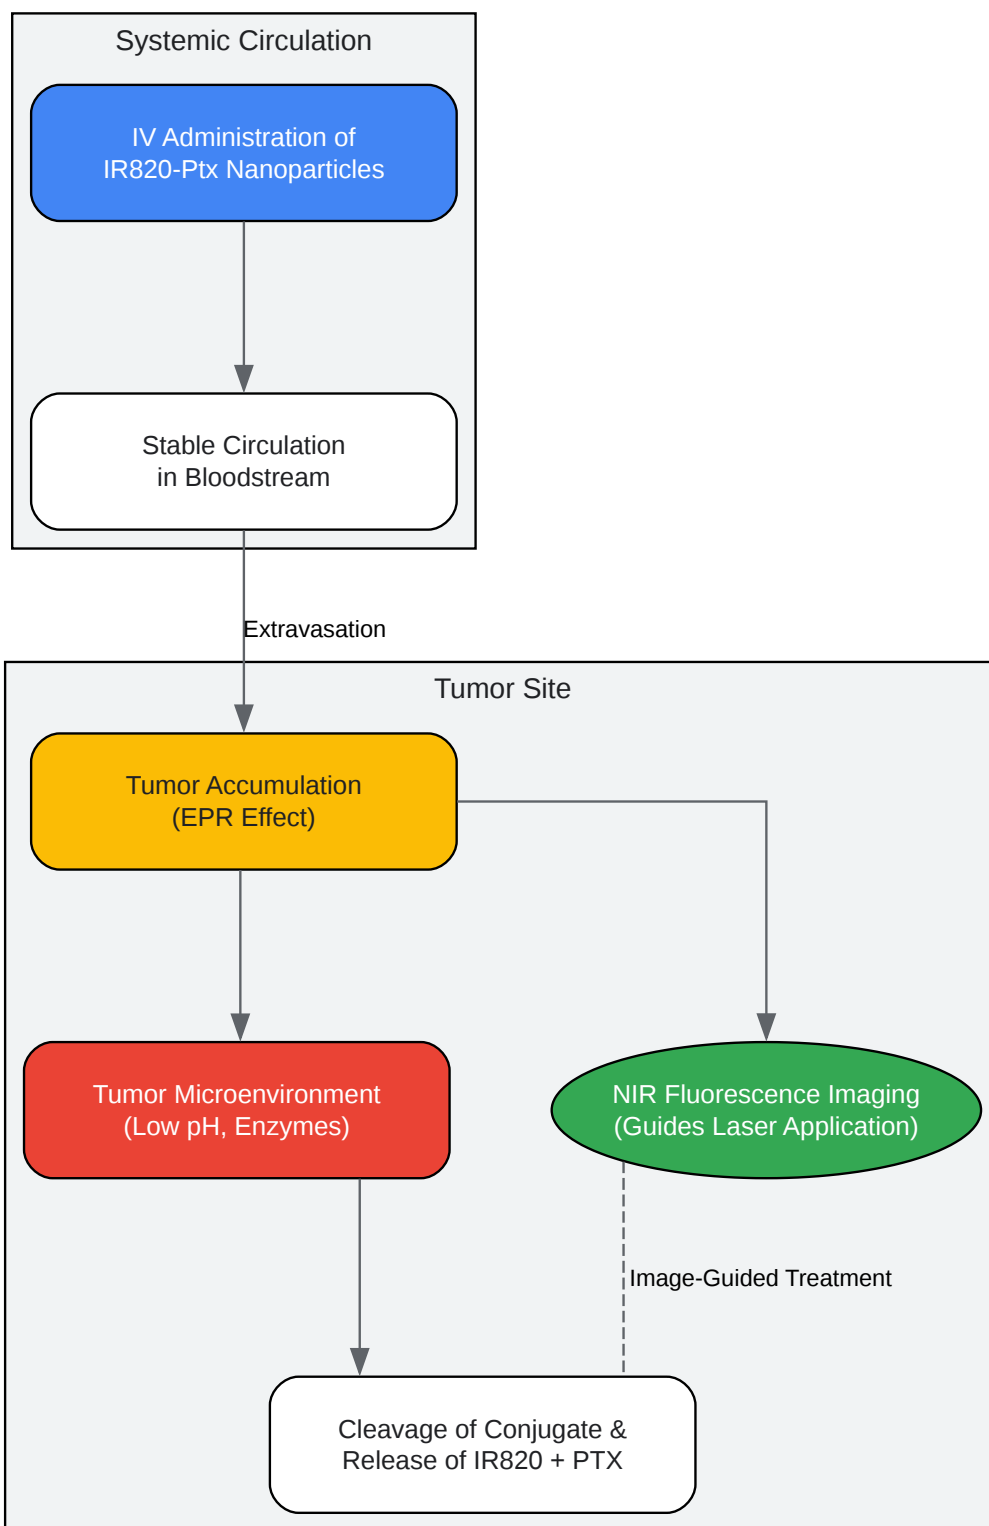 Systemic Circulation
IV Administration of
IR820-Ptx Nanoparticles
Stable Circulation
in Bloodstream
Extravasation
Tumor Site
Tumor Accumulation
(EPR Effect)
Tumor Microenvironment
(Low pH, Enzymes)
NIR Fluorescence Imaging
(Guides Laser Application)
Image-Guided Treatment
Cleavage of Conjugate &
Release of IR820 + PTX